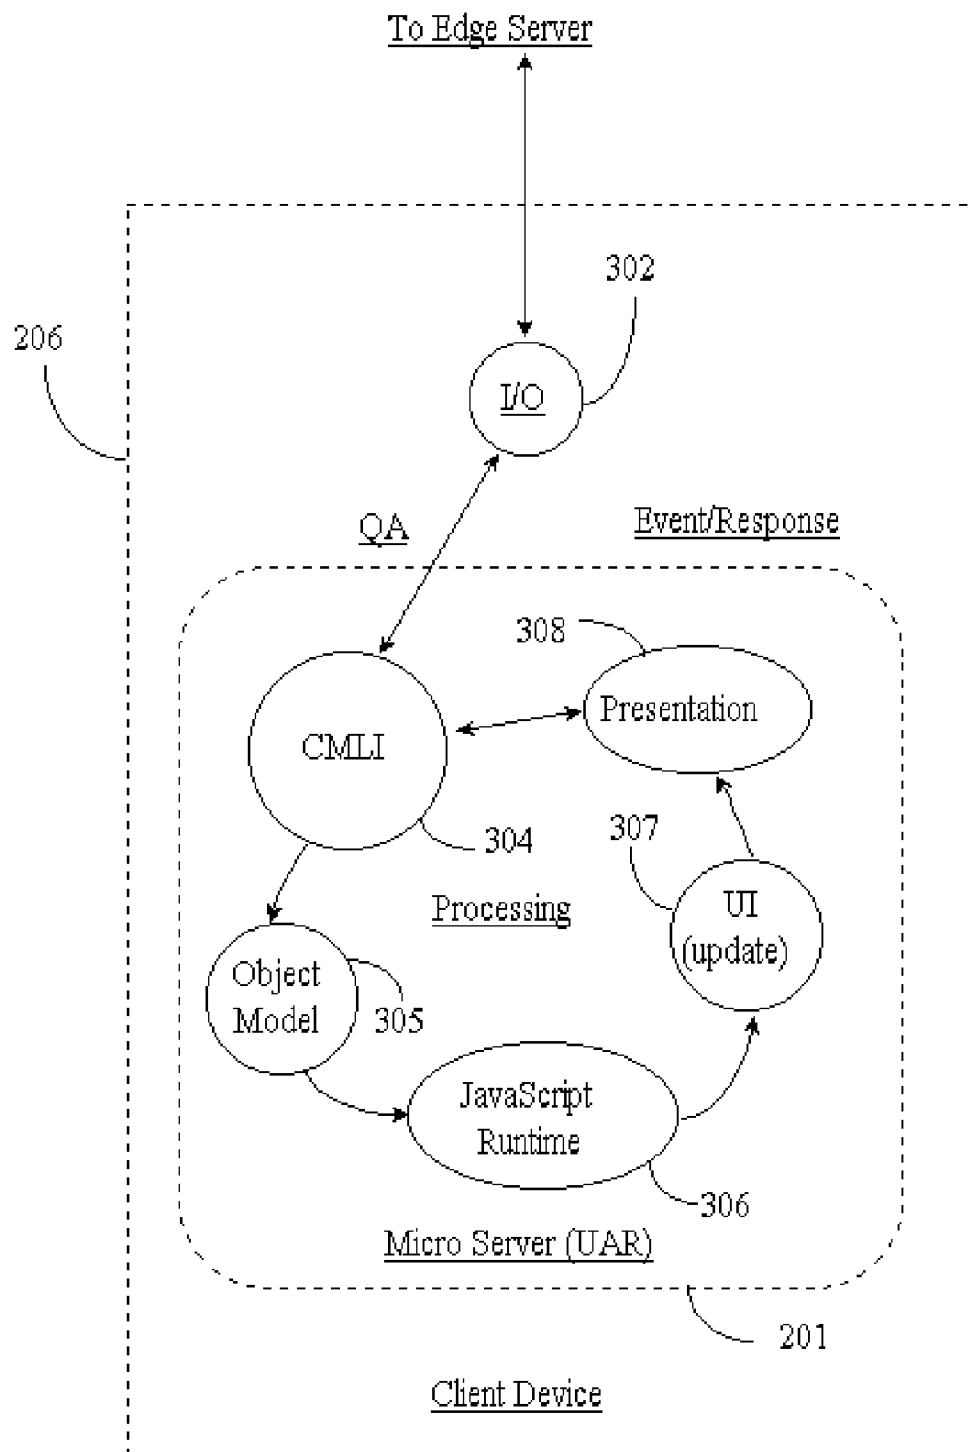 To Edge Server
302
206
I/O
QA
Event/Response
308
Presentation
CMLI
304
307
Processing
UI
(update)
Object
Model
305
JavaScript
Runtime
306
Micro Server (UAR)
201
Client Device